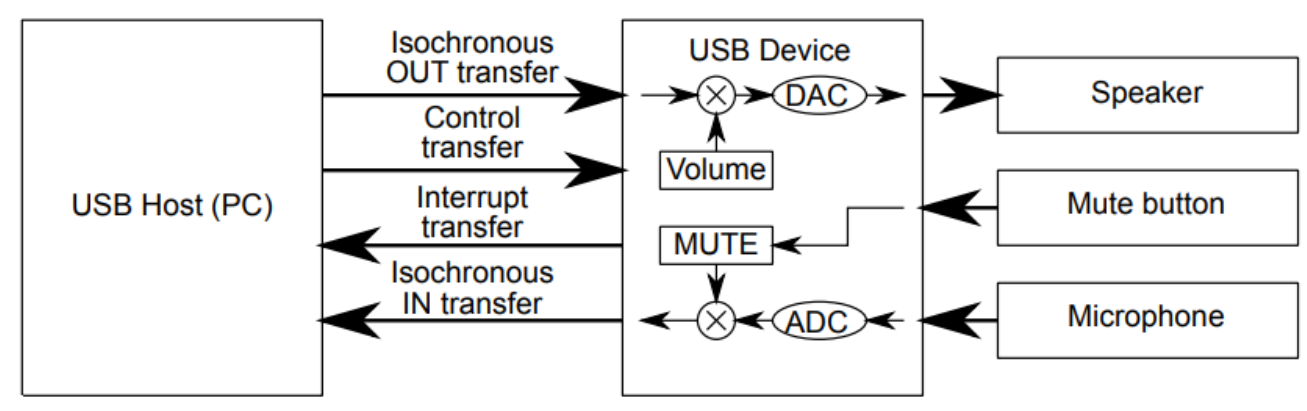 USB Host (PC)
Isochronous
OUT transfer
Control
transfer
Interrupt
transfer
Isochronous
IN transfer
USB Device
DAC
Volume
MUTE
ADC
Speaker
Mute button
Microphone